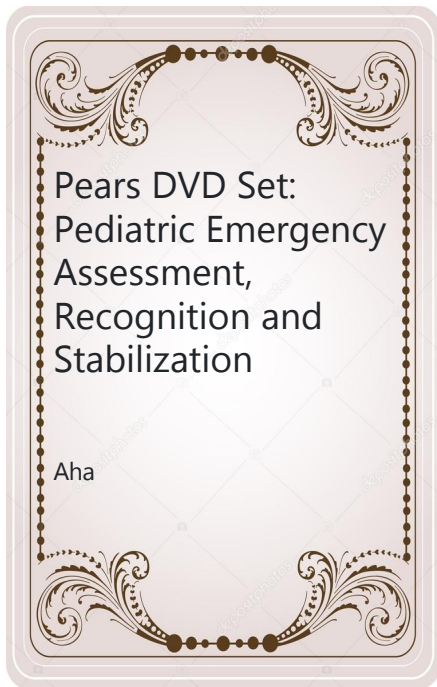 Pears DVD Set:
Pediatric Emergency
Assessment,
Recognition and
Stabilization
Aha